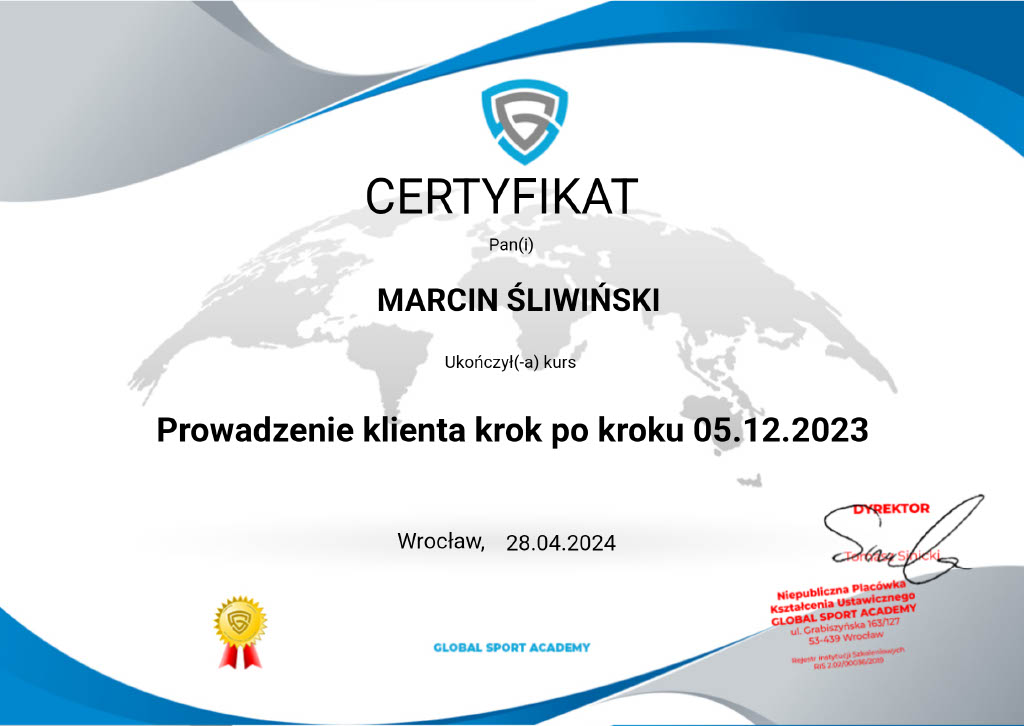 CERTYFIKAT
Pan(i)
MARCIN ŚLIWIŃSKI
Ukończył(-a) kurs
Prowadzenie klienta krok po kroku 05.12.2023
Wrocław, 28.04.2024
DYREKTOR
Tomasz Sinicki
Niepubliczna Placówka
Kształcenia Ustawicznego
GLOBAL SPORT ACADEMY
ul. Grabiszyńska 163/127
53-439 Wrocław
Rejestr Instytucji Szkoleniowych
RIS 2.02/00036/2019
GLOBAL SPORT ACADEMY